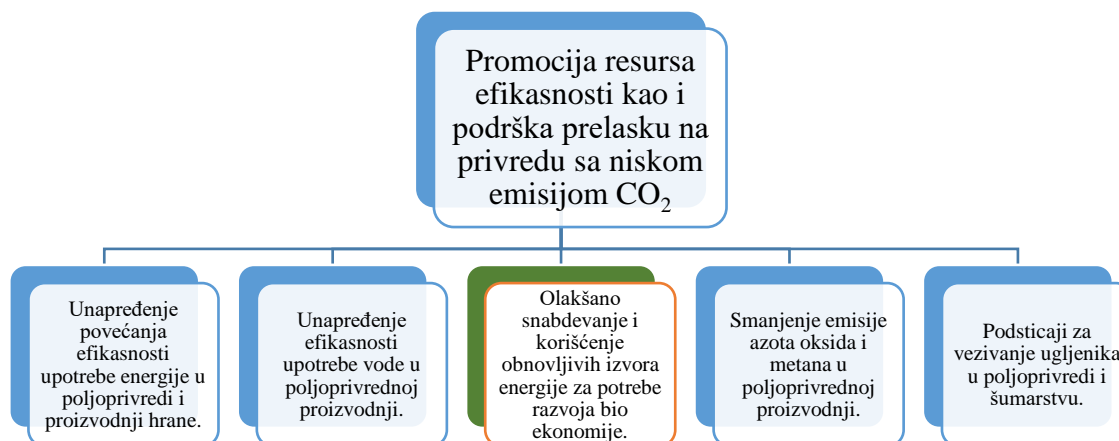 Promocija resursa
efikasnosti kao i
podrška prelasku na
privredu sa niskom
emisijom CO₂
Unapređenje
povećanja
efikasnosti
upotrebe energije u
poljoprivredi i
proizvodnji hrane.
Unapređenje
efikasnosti
upotrebe vode u
poljoprivrednoj
proizvodnji.
Olakšano
snabdevanje i
korišćenje
obnovljivih izvora
energije za potrebe
razvoja bio
ekonomije.
Smanjenje emisije
azota oksida i
metana u
poljoprivrednoj
proizvodnji.
Podsticaji za
vezivanje ugljenika
u poljoprivredi i
šumarstvu.